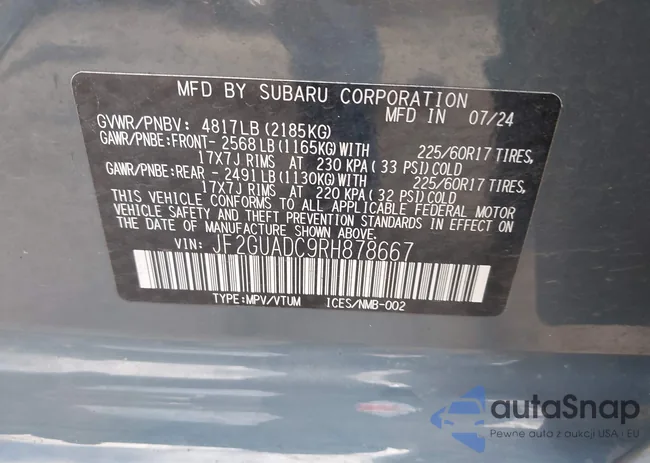 MFD BY SUBARU CORPORATION
MFD IN 07/24
GVWR/PNBV: 4817LB(2185KG)
GAWR/PNBE:FRONT- 2568LB(1165KG)WITH 225/60R17 TIRES,
17X7J RIMS AT 230 KPA(33 PSI)COLD
GAWR/PNBE:REAR - 2491LB(1130KG)WITH 225/60R17 TIRES,
17X7J RIMS AT 220 KPA(32 PSI)COLD
THIS VEHICLE CONFORMS TO ALL APPLICABLE FEDERAL MOTOR
VEHICLE SAFETY AND THEFT PREVENTION STANDARDS IN EFFECT ON
THE DATE OF MANUFACTURE SHOWN ABOVE.
VIN: JF2GUADC9RH878667
TYPE:MPV/VTUM ICES/NMB-002
autaSnap
Pewne auto z aukcji USA i EU